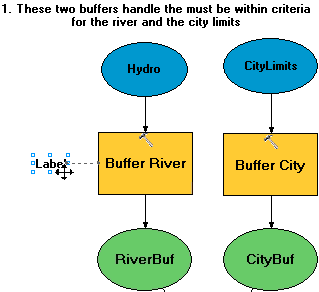 1. These two buffers handle the must be within criteria
for the river and the city limits
Hydro
CityLimits
Label
Buffer River
Buffer City
RiverBuf
CityBuf